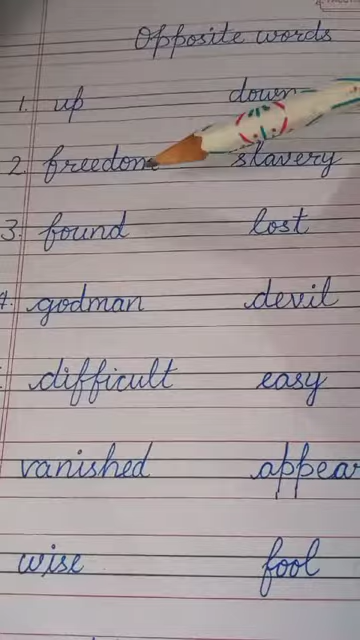 Opposite words
1. up down
2. freedom slavery
3. found lost
4. godman devil
difficult easy
vanished appear
wise fool